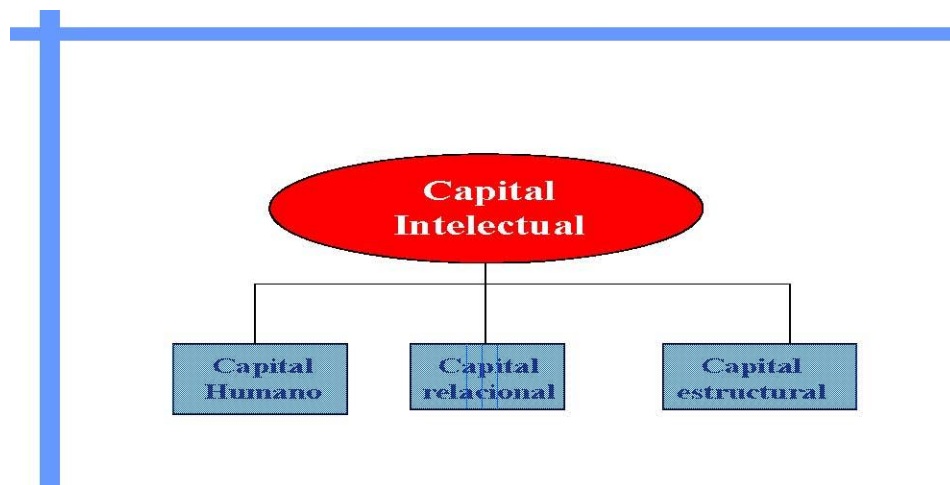 Capital
Intelectual
Capital
Humano
Capital
relacional
Capital
estructural